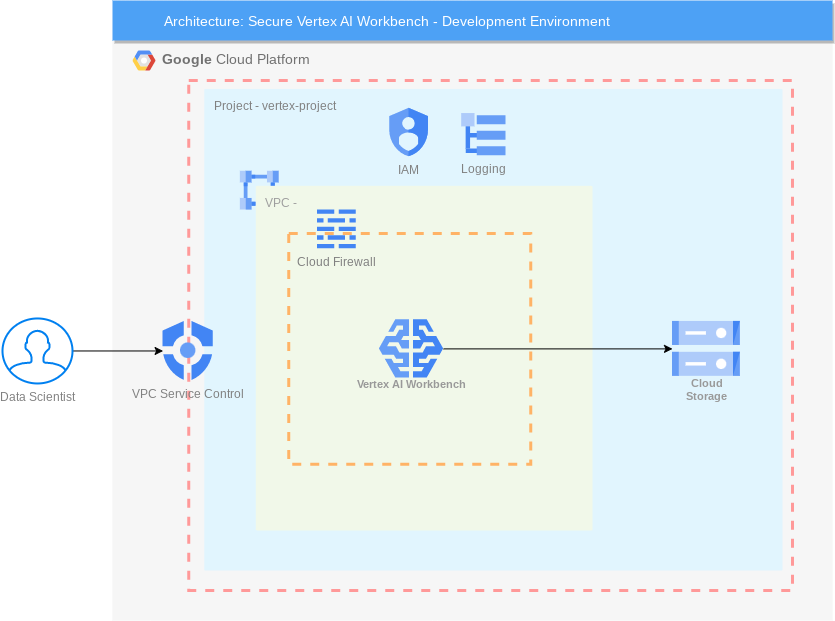 Architecture: Secure Vertex AI Workbench - Development Environment
Google Cloud Platform
Project - vertex-project
IAM
Logging
VPC -
Cloud Firewall
Vertex AI Workbench
Cloud
Storage
Data Scientist
VPC Service Control